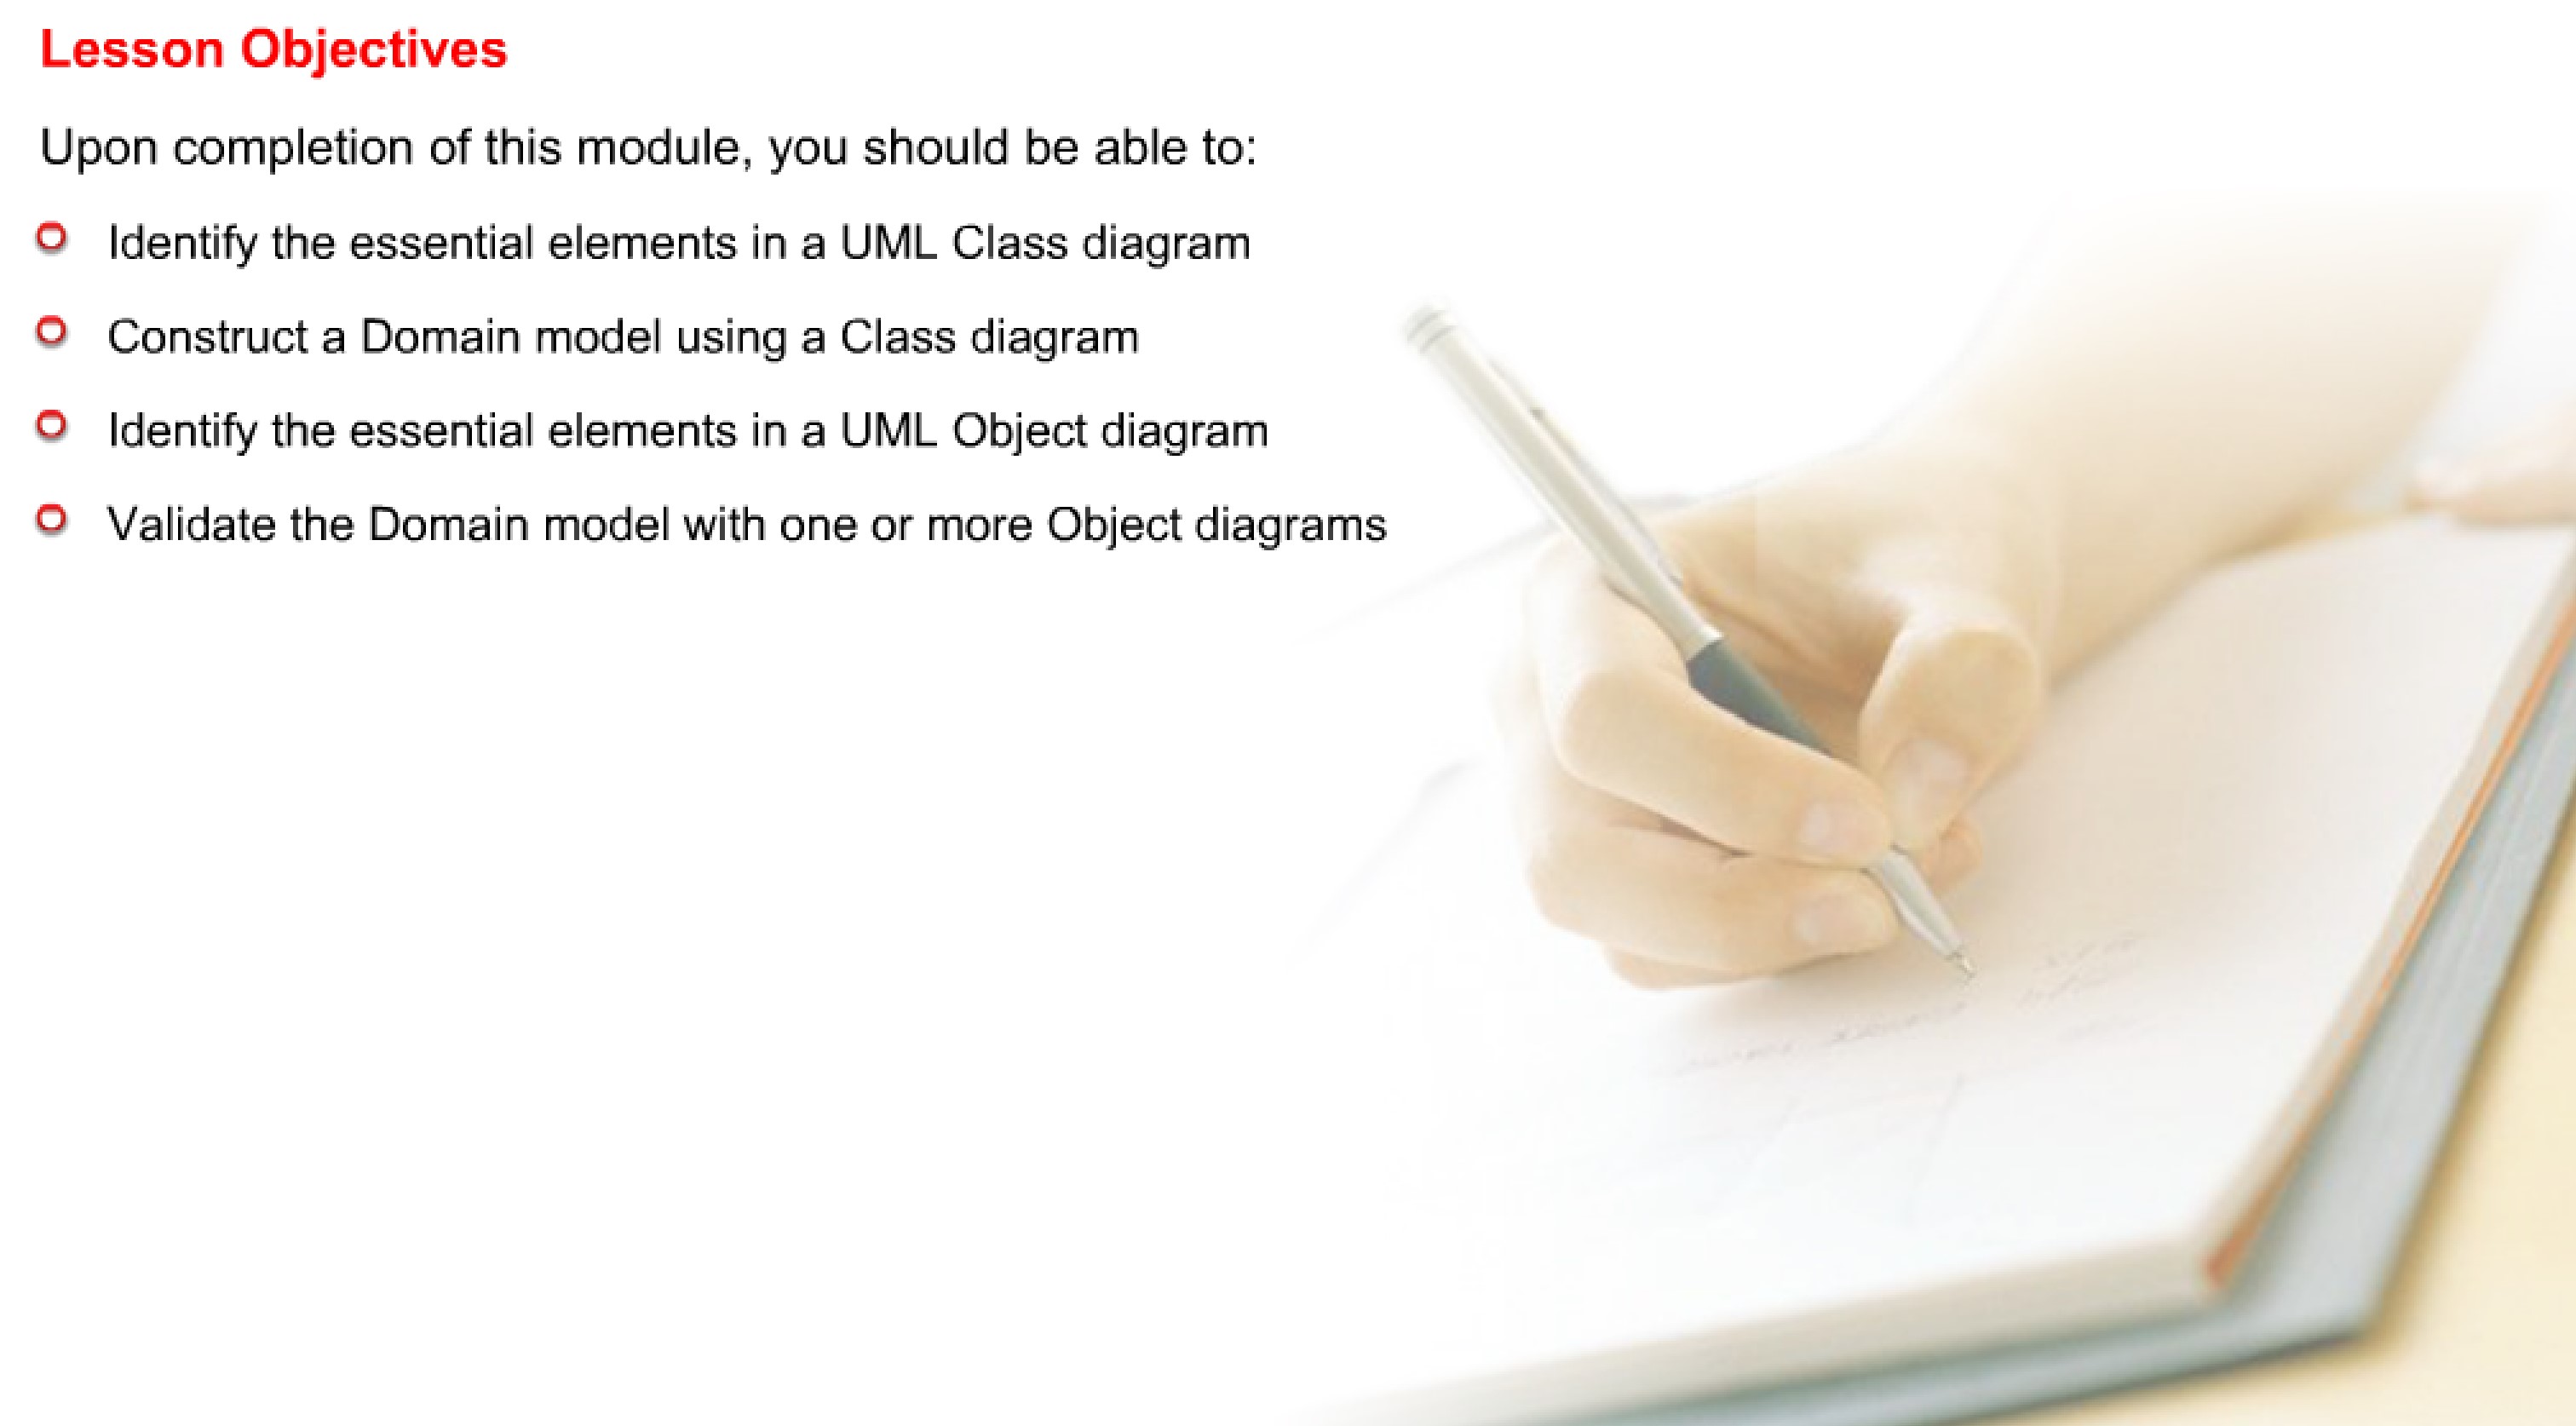 Lesson Objectives
Upon completion of this module, you should be able to:
Identify the essential elements in a UML Class diagram
Construct a Domain model using a Class diagram
Identify the essential elements in a UML Object diagram
Validate the Domain model with one or more Object diagrams